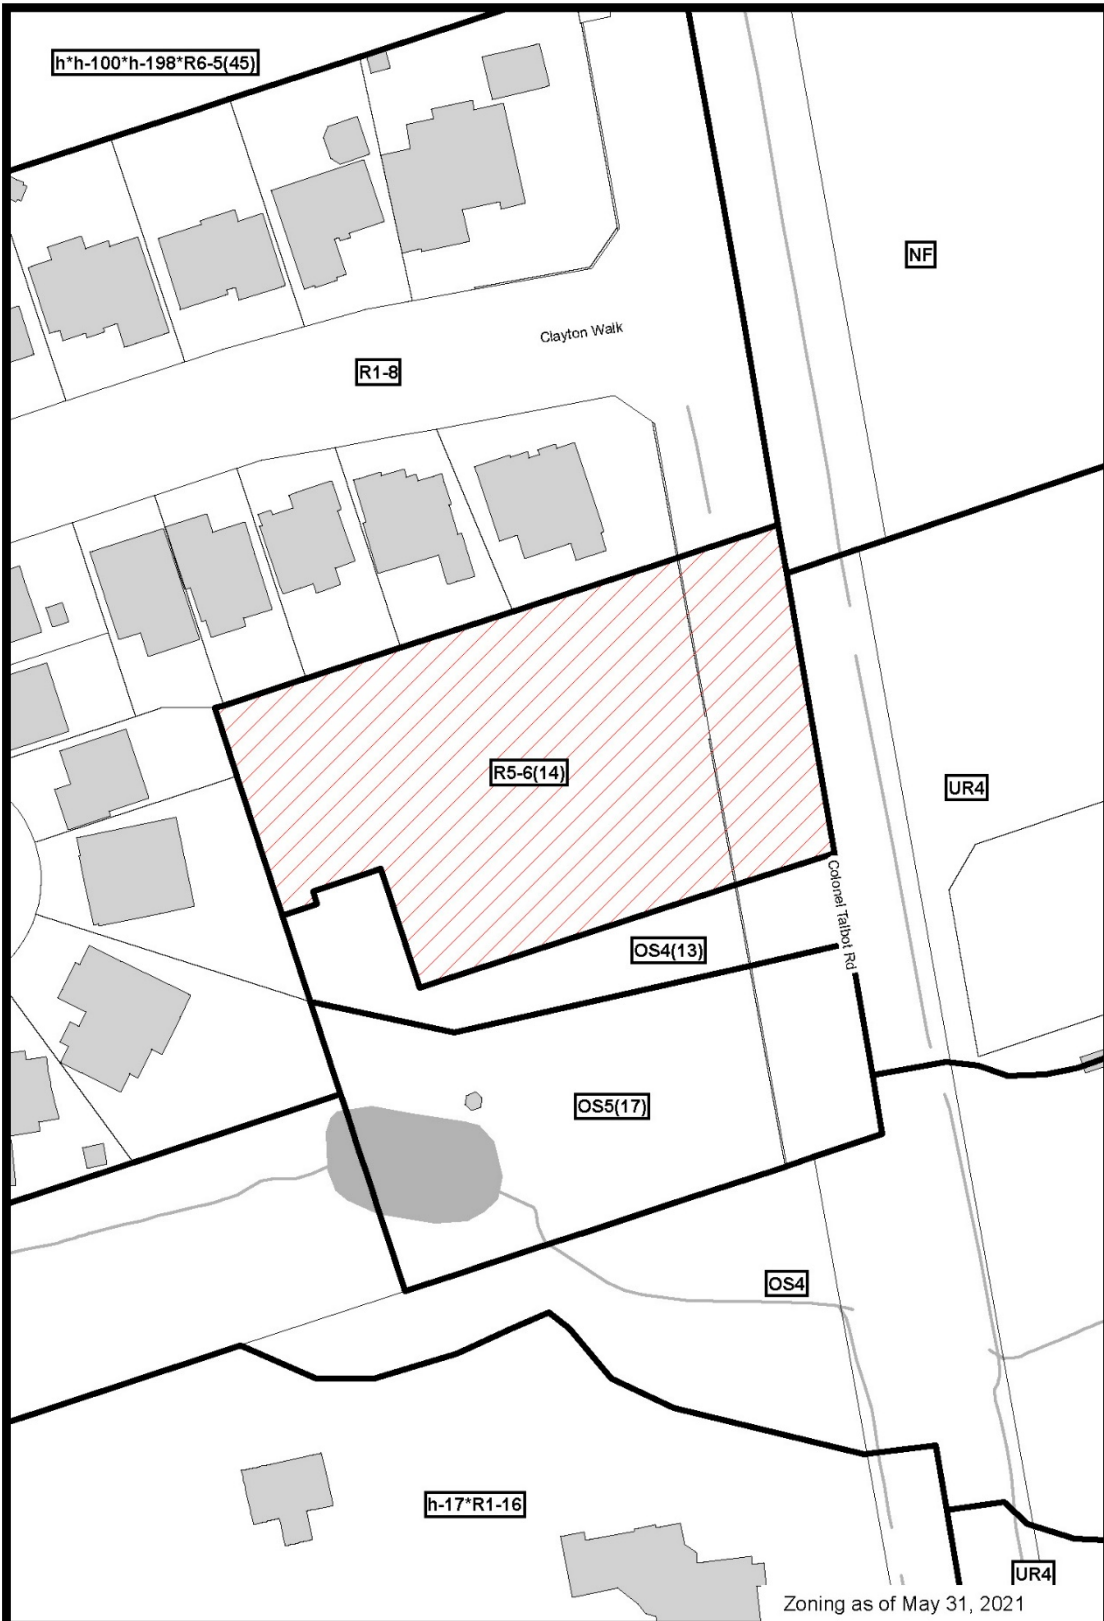 h*h-100*h-198*R6-5(45)
NF
Clayton Walk
R1-8
R5-6(14)
UR4
Colonel Talbot Rd
OS4(13)
OS5(17)
OS4
h-17*R1-16
UR4
Zoning as of May 31, 2021